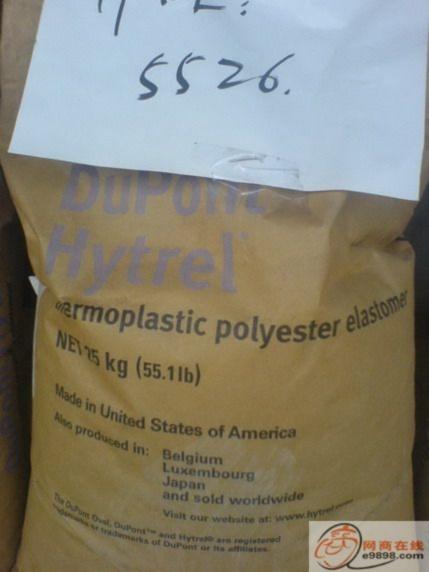 5526.
DuPont
Hytrel®
thermoplastic polyester elastomer
NET 25 kg (55.1 lb)
Made in United States of America
Also produced in: Belgium
Luxembourg
Japan
and sold worldwide
Visit our website at: www.hytrel.com
The DuPont Oval, DuPont™ and Hytrel® are registered
trademarks or trademarks of DuPont or its affiliates.
网商在线
e9898.com